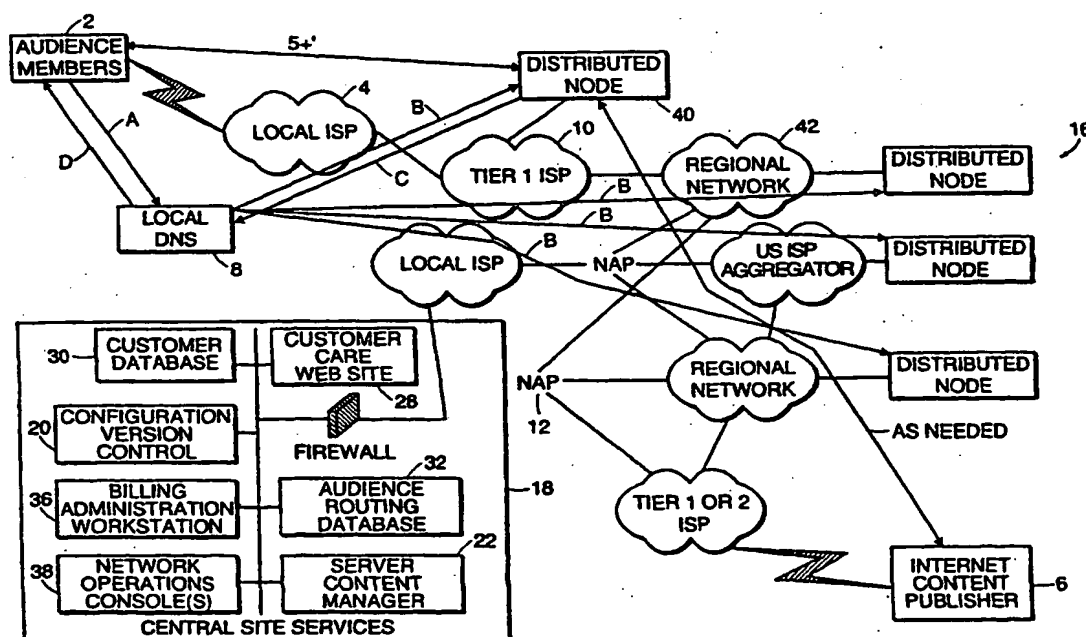 2
AUDIENCE
MEMBERS
5+'
DISTRIBUTED
NODE
40
4
LOCAL ISP
A
D
B
C
10
TIER 1 ISP
42
REGIONAL
NETWORK
DISTRIBUTED
NODE
16
LOCAL
DNS
8
B
B
B
LOCAL ISP
NAP
US ISP
AGGREGATOR
DISTRIBUTED
NODE
REGIONAL
NETWORK
DISTRIBUTED
NODE
NAP
12
AS NEEDED
TIER 1 OR 2
ISP
INTERNET
CONTENT
PUBLISHER
6
30
CUSTOMER
DATABASE
CUSTOMER
CARE
WEB SITE
28
20
CONFIGURATION
VERSION
CONTROL
FIREWALL
32
36
BILLING
ADMINISTRATION
WORKSTATION
AUDIENCE
ROUTING
DATABASE
18
22
38
NETWORK
OPERATIONS
CONSOLE(S)
SERVER
CONTENT
MANAGER
CENTRAL SITE SERVICES